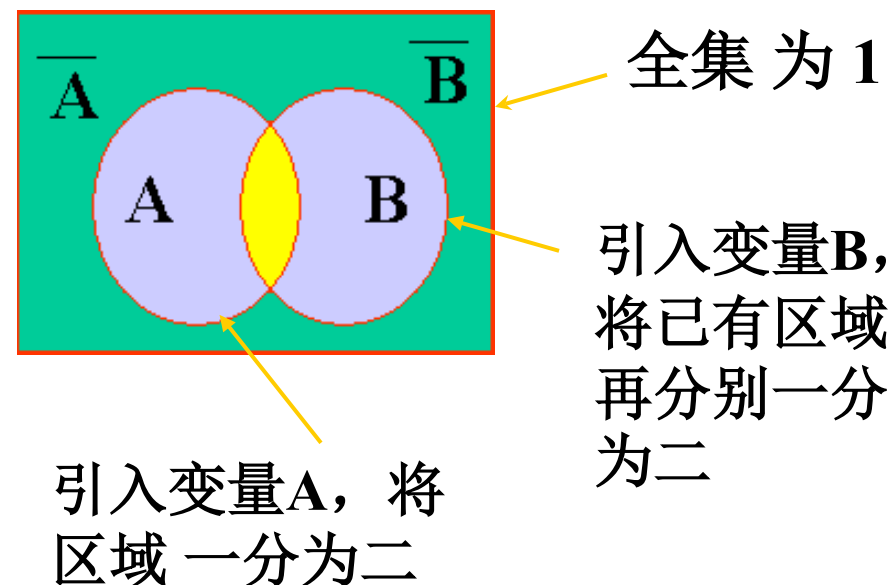 A̅
B̅
A
B
全集 为 1
引入变量B，
将已有区域
再分别一分
为二
引入变量A，将
区域 一分为二